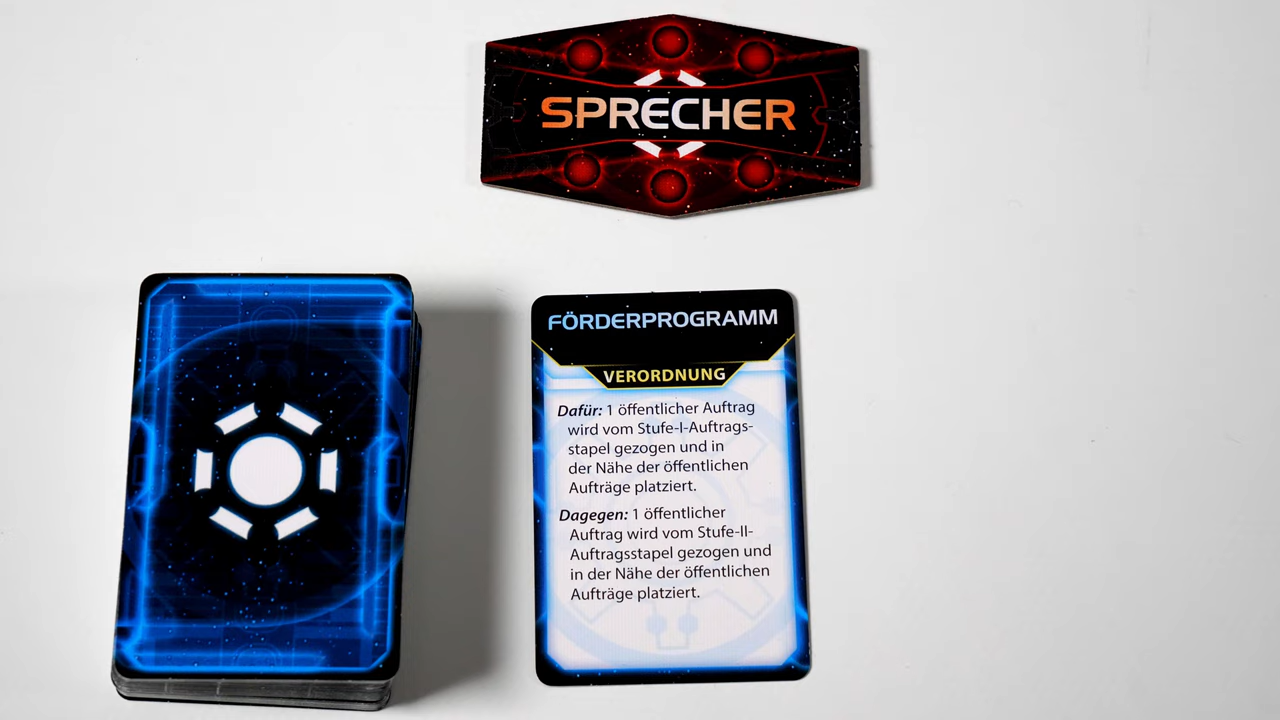 SPRECHER
FÖRDERPROGRAMM
VERORDNUNG
Dafür: 1 öffentlicher Auftrag
wird vom Stufe-I-Auftrags-
stapel gezogen und in
der Nähe der öffentlichen
Aufträge platziert.
Dagegen: 1 öffentlicher
Auftrag wird vom Stufe-II-
Auftragsstapel gezogen und
in der Nähe der öffentlichen
Aufträge platziert.